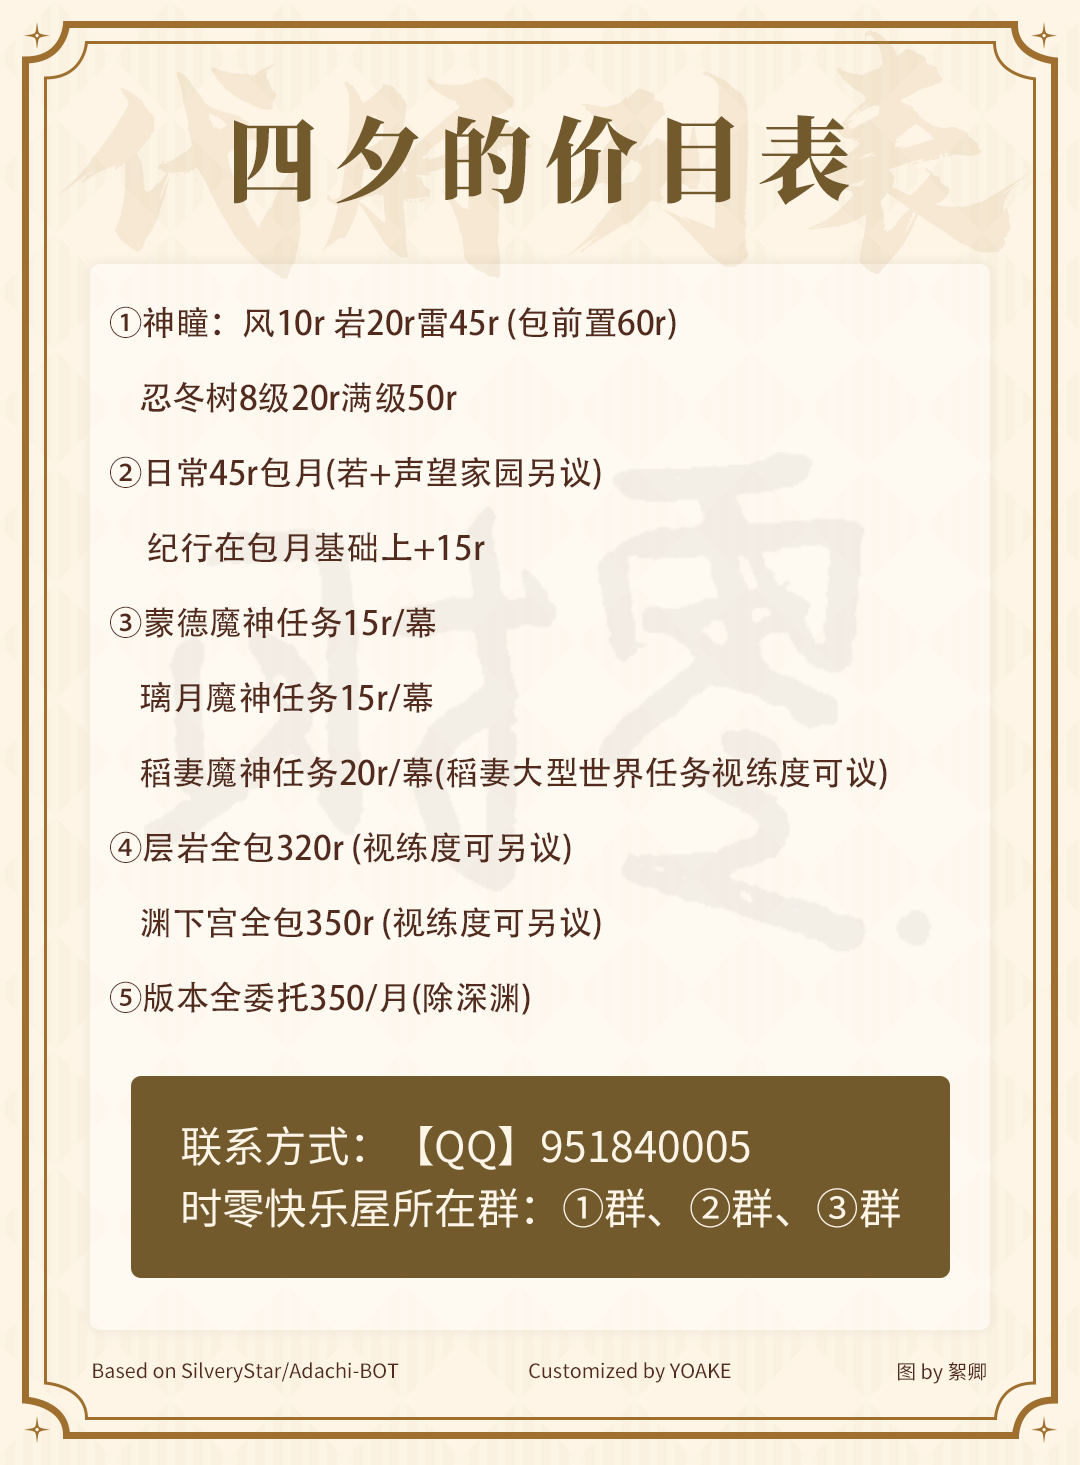 代肝列表
四夕的价目表
①神瞳：风10r 岩20r雷45r (包前置60r)
忍冬树8级20r满级50r
②日常45r包月(若+声望家园另议)
纪行在包月基础上+15r
③蒙德魔神任务15r/幕
璃月魔神任务15r/幕
稻妻魔神任务20r/幕(稻妻大型世界任务视练度可议)
④层岩全包320r (视练度可另议)
渊下宫全包350r (视练度可另议)
⑤版本全委托350/月(除深渊)
时零.
联系方式：【QQ】951840005
时零快乐屋所在群：①群、②群、③群
Based on SilveryStar/Adachi-BOT
Customized by YOAKE
图 by 絮卿